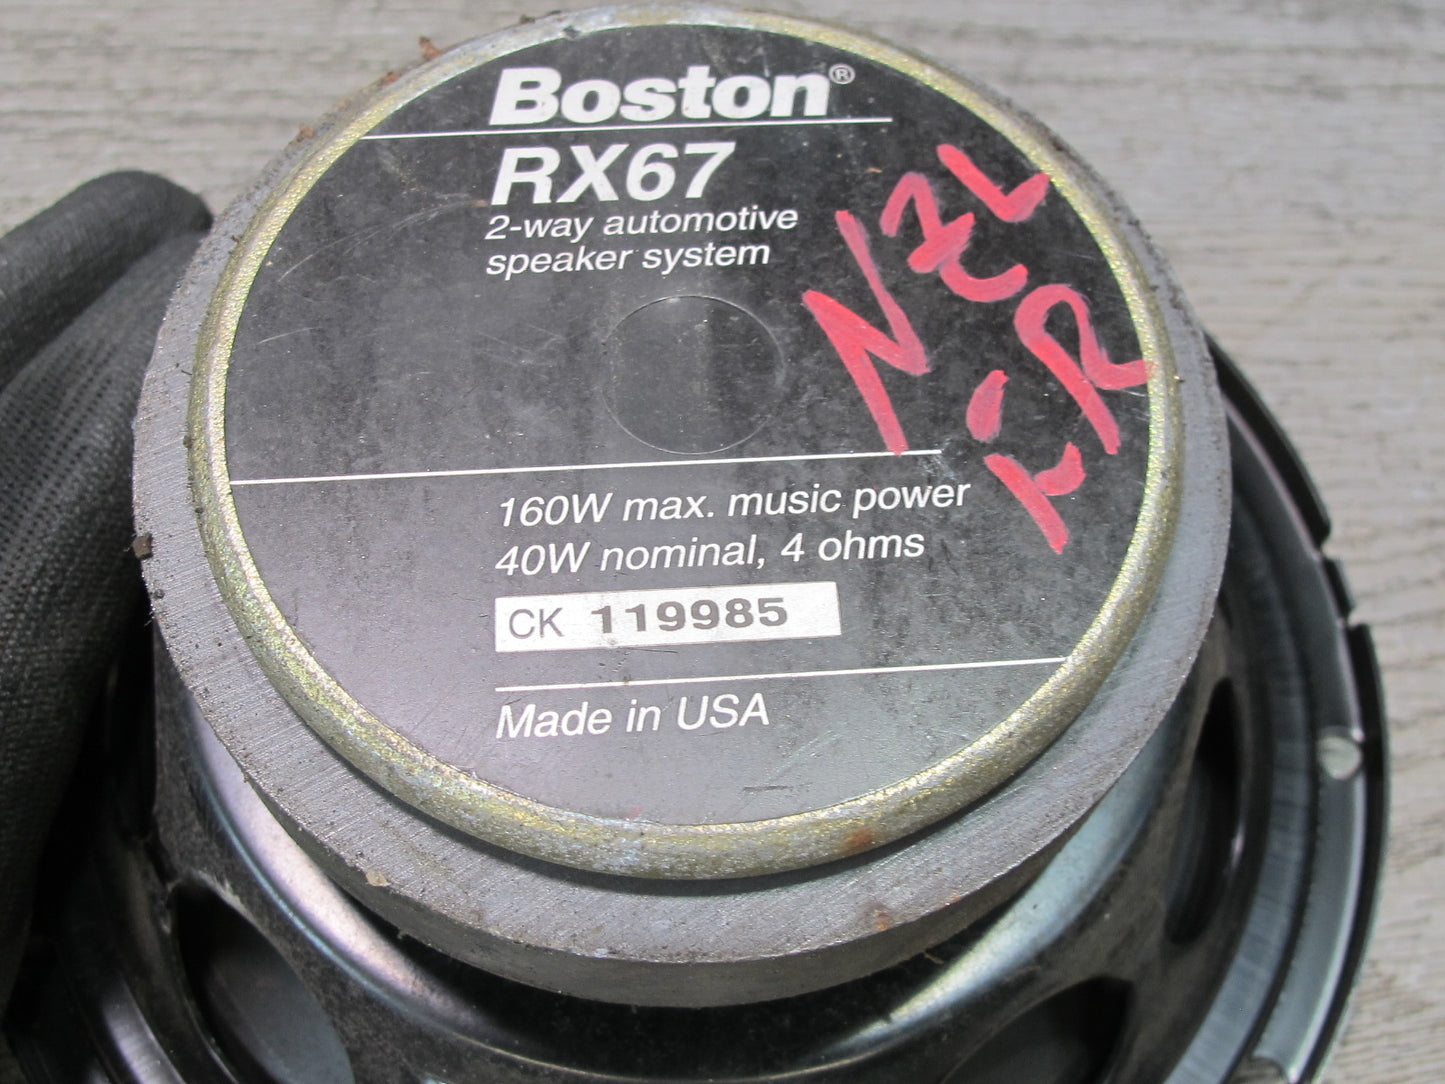 Boston®
RX67
2-way automotive
speaker system
160W max. music power
40W nominal, 4 ohms
CK 119985
Made in USA